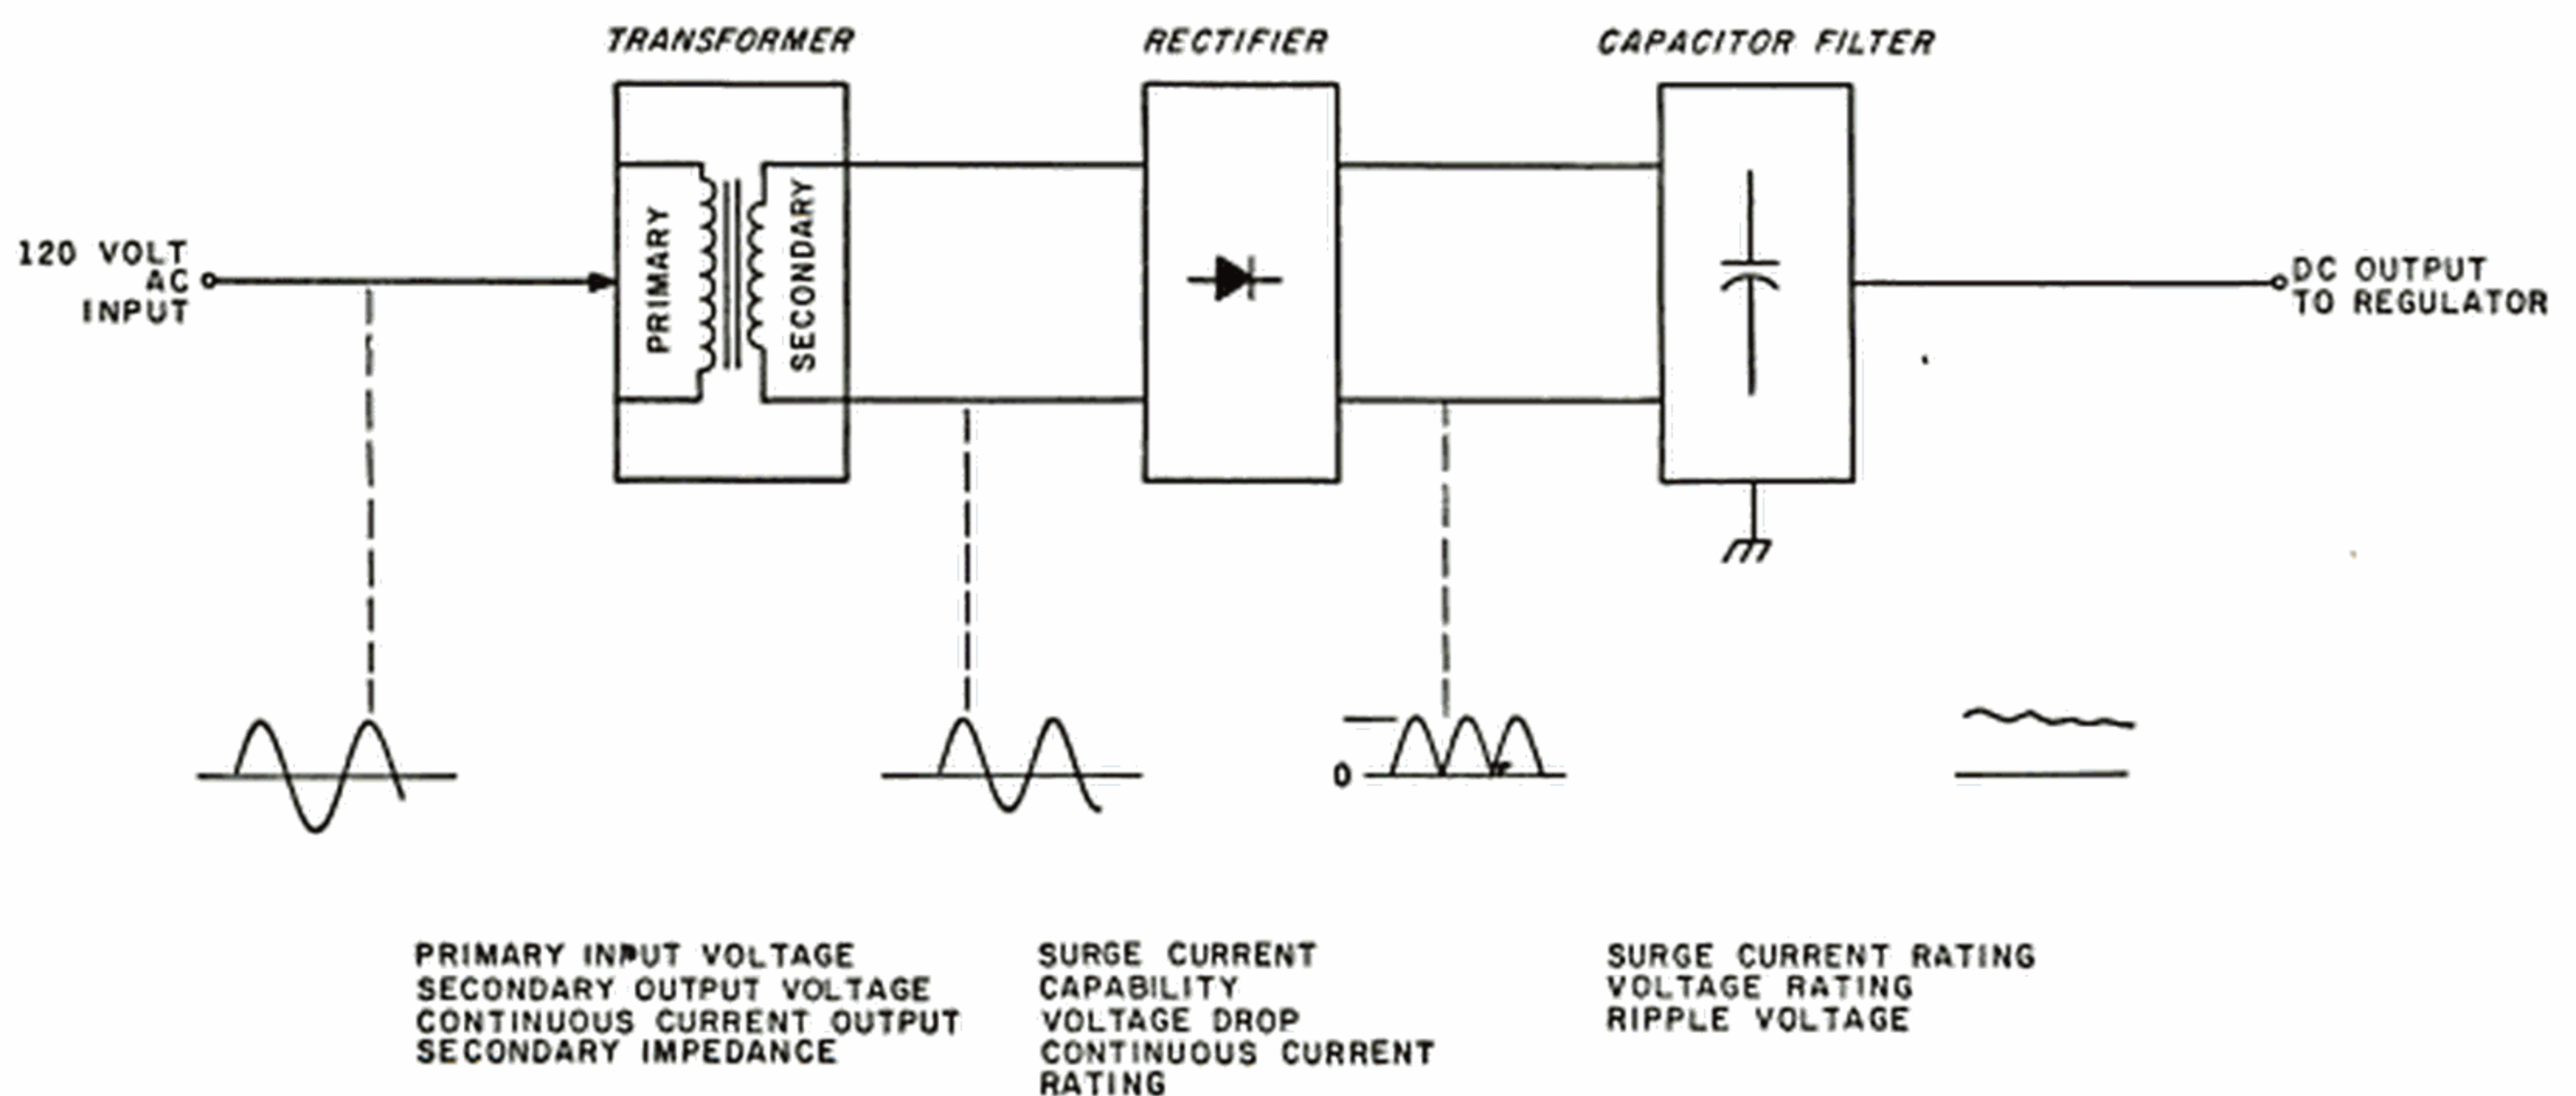 TRANSFORMER
RECTIFIER
CAPACITOR FILTER
120 VOLT
AC
INPUT
PRIMARY
SECONDARY
DC OUTPUT
TO REGULATOR
0
PRIMARY INPUT VOLTAGE
SECONDARY OUTPUT VOLTAGE
CONTINUOUS CURRENT OUTPUT
SECONDARY IMPEDANCE
SURGE CURRENT
CAPABILITY
VOLTAGE DROP
CONTINUOUS CURRENT
RATING
SURGE CURRENT RATING
VOLTAGE RATING
RIPPLE VOLTAGE